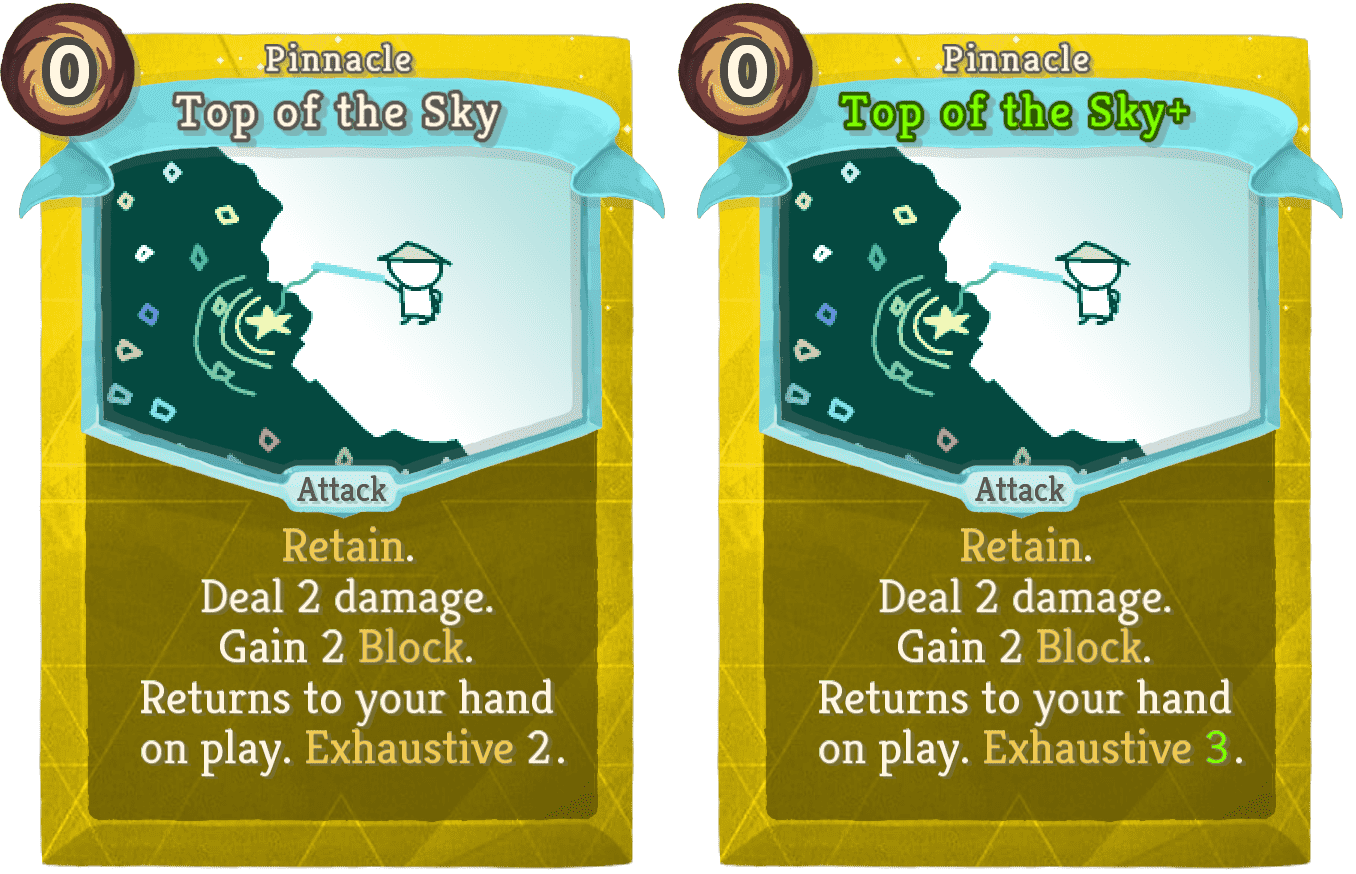 0
Pinnacle
Top of the Sky
Attack
Retain.
Deal 2 damage.
Gain 2 Block.
Returns to your hand
on play. Exhaustive 2.
0
Pinnacle
Top of the Sky+
Attack
Retain.
Deal 2 damage.
Gain 2 Block.
Returns to your hand
on play. Exhaustive 3.